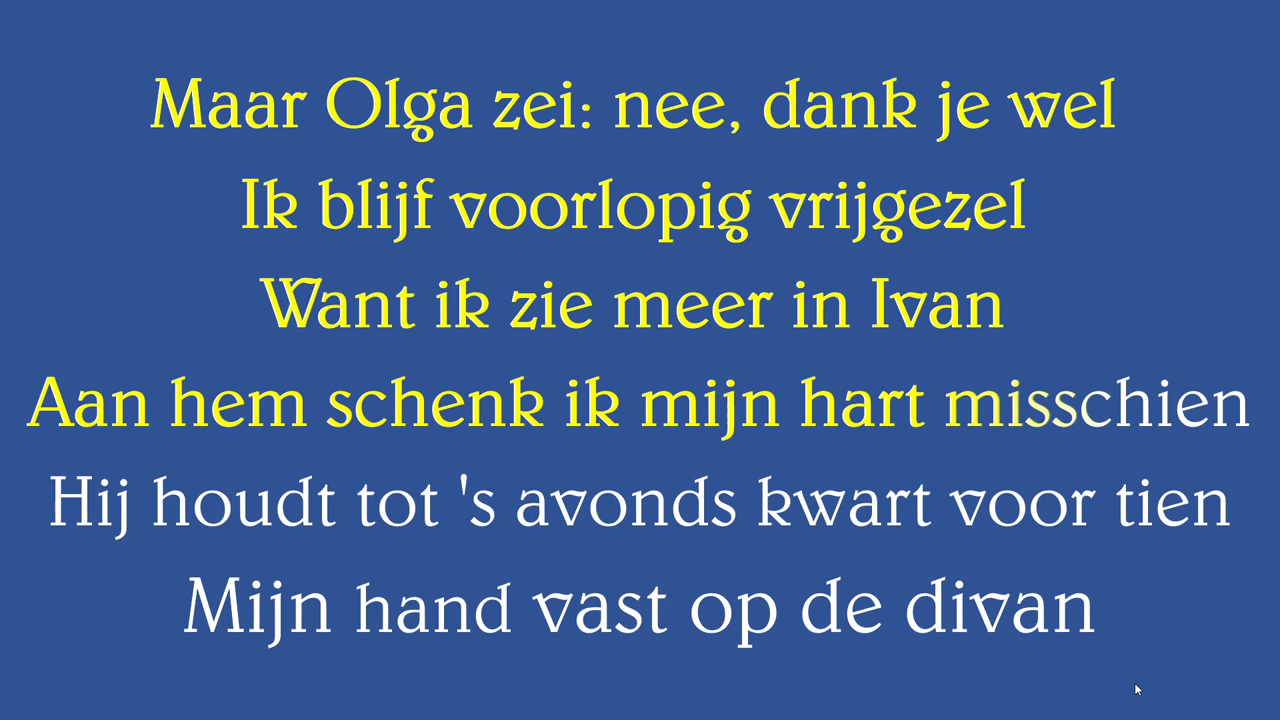 Maar Olga zei: nee, dank je wel
Ik blijf voorlopig vrijgezel
Want ik zie meer in Ivan
Aan hem schenk ik mijn hart misschien
Hij houdt tot 's avonds kwart voor tien
Mijn hand vast op de divan